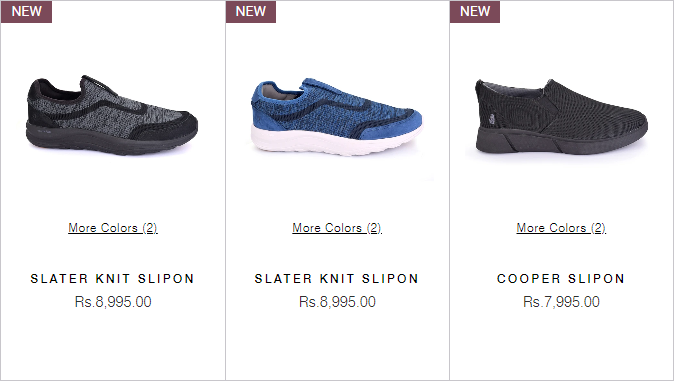 NEW
NEW
NEW
More Colors (2)
More Colors (2)
More Colors (2)
SLATER KNIT SLIPON
SLATER KNIT SLIPON
COOPER SLIPON
Rs.8,995.00
Rs.8,995.00
Rs.7,995.00